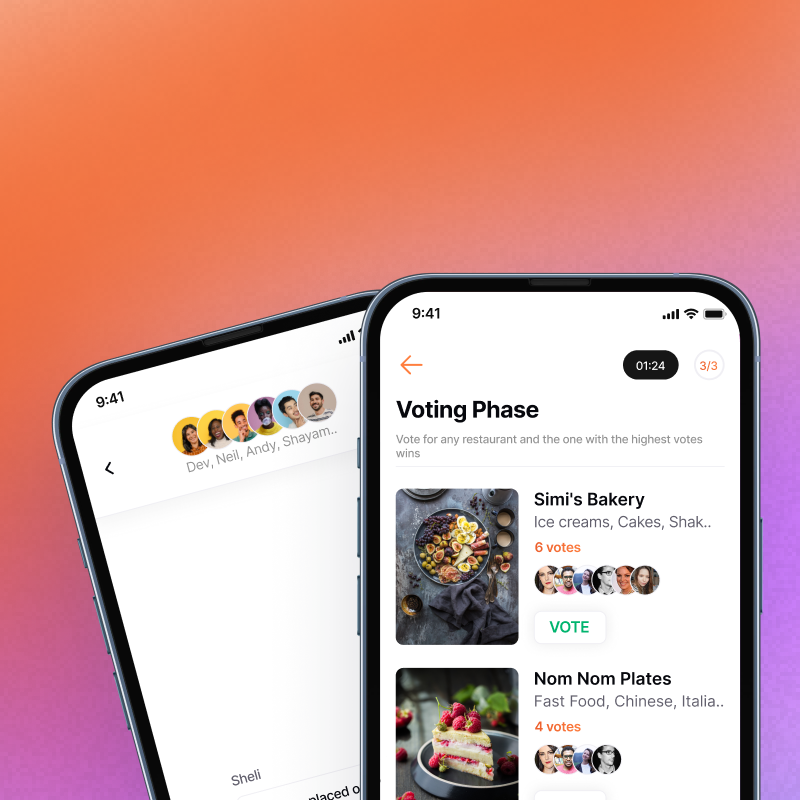 9:41
Dev, Neil, Andy, Shayam..
Sheli
placed o
9:41
01:24
3/3
Voting Phase
Vote for any restaurant and the one with the highest votes
wins
Simi's Bakery
Ice creams, Cakes, Shak..
6 votes
VOTE
Nom Nom Plates
Fast Food, Chinese, Italia..
4 votes